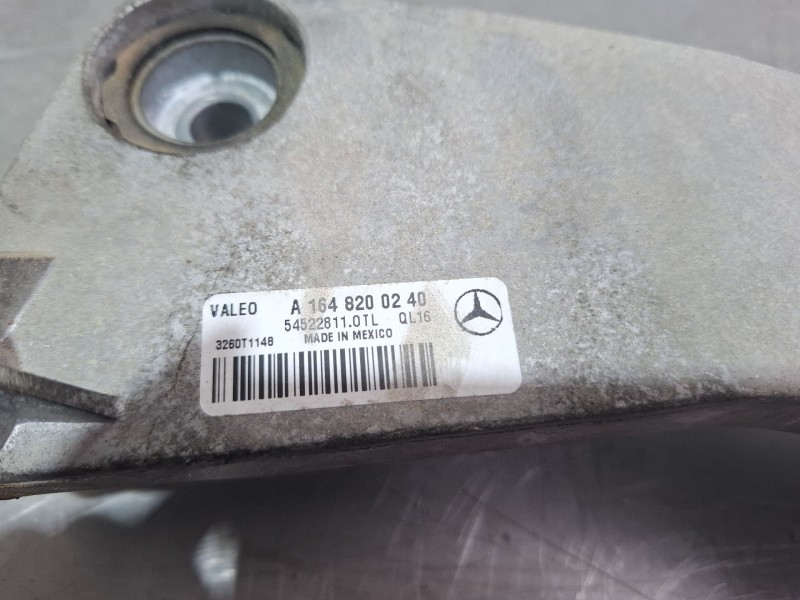 VALEO A 164 820 02 40
54522811.0TL QL16
3260T1148 MADE IN MEXICO